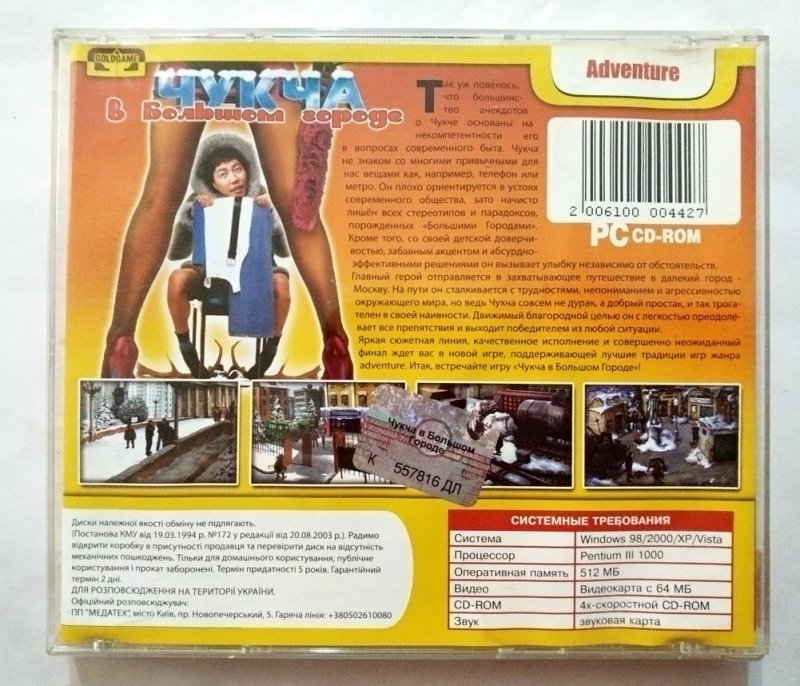 GOLDGAME
ЧУКЧА
в Большом городе
Adventure
Так уж повелось,
что большинс-
тво анекдотов
о Чукче основаны на
некомпетентности его
в вопросах современного быта. Чукча
не знаком со многими привычными для
нас вещами как, например, телефон или
метро. Он плохо ориентируется в устоях
современного общества, зато начисто
лишён всех стереотипов и парадоксов,
порожденных «Большими Городами».
Кроме того, со своей детской доверчи-
востью, забавным акцентом и абсурдно-
эффективными решениями он вызывает улыбку независимо от обстоятельств.
Главный герой отправляется в захватывающее путешествие в далекий город -
Москву. На пути он сталкивается с трудностями, непониманием и агрессивностью
окружающего мира, но ведь Чукча совсем не дурак, а добрый простак, и так трога-
телен в своей наивности. Движимый благородной целью он с легкостью преодоле-
вает все препятствия и выходит победителем из любой ситуации.
Яркая сюжетная линия, качественное исполнение и совершенно неожиданный
финал ждет вас в новой игре, поддерживающей лучшие традиции игр жанра
adventure. Итак, встречайте игру «Чукча в Большом Городе»!
2 006100 004427
PC CD-ROM
Чукча в Большом
Городе
К 557816 ДЛ
Диски належної якості обміну не підлягають.
(Постанова КМУ від 19.03.1994 р. №172 у редакції від 20.08.2003 р.). Радимо
відкрити коробку в присутності продавця та перевірити диск на відсутність
механічних пошкоджень. Тільки для домашнього користування, публічне
користування і прокат заборонені. Термін придатності 5 років. Гарантійний
термін 2 дні.
ДЛЯ РОЗПОВСЮДЖЕННЯ НА ТЕРИТОРІЇ УКРАЇНИ.
Офіційний розповсюджувач:
ПП "МЕДАТЕХ", місто Київ, пр. Новопечерський, 5. Гаряча лінія: +380502610080
СИСТЕМНЫЕ ТРЕБОВАНИЯ
Система Windows 98/2000/XP/Vista
Процессор Pentium III 1000
Оперативная память 512 МБ
Видео Видеокарта с 64 МБ
CD-ROM 4х-скоростной CD-ROM
Звук звуковая карта